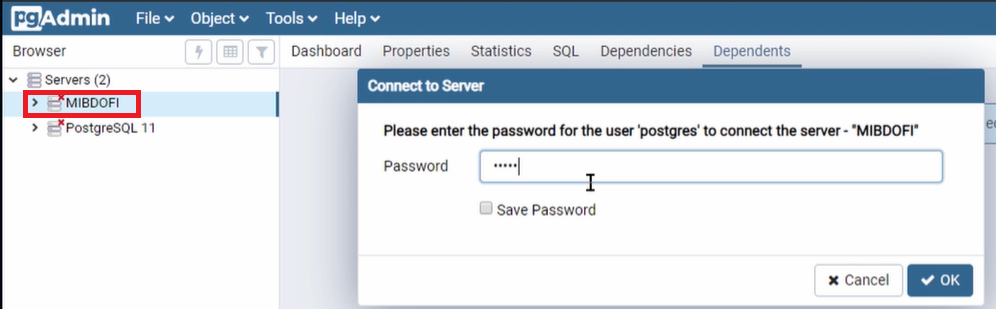 pgAdmin File Object Tools Help
Browser
Dashboard Properties Statistics SQL Dependencies Dependents
Servers (2)
MIBDOFI
PostgreSQL 11
Connect to Server
Please enter the password for the user 'postgres' to connect the server - "MIBDOFI"
Password •••••
Save Password
Cancel OK